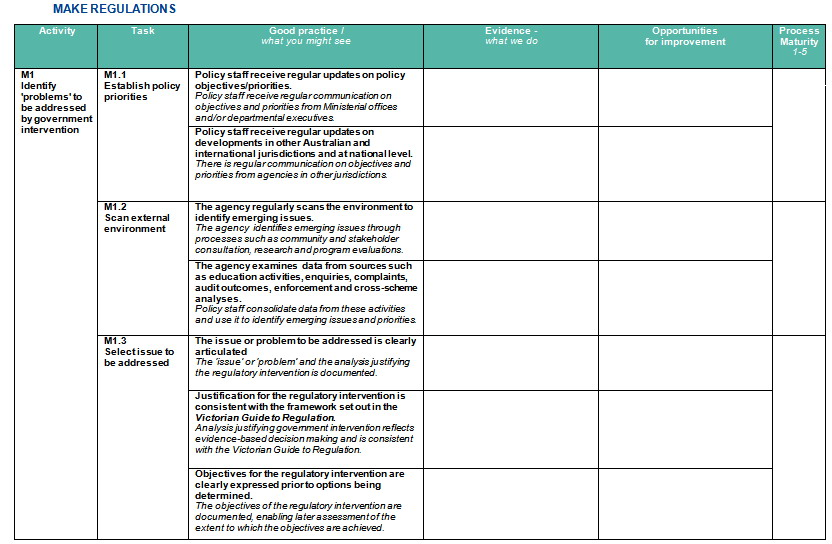 MAKE REGULATIONS
Activity
Task
Good practice /
what you might see
Evidence -
what we do
Opportunities
for improvement
Process
Maturity
1-5
M1
Identify
'problems' to
be addressed
by government
intervention
M1.1
Establish policy
priorities
Policy staff receive regular updates on policy
objectives/priorities.
Policy staff receive regular communication on
objectives and priorities from Ministerial offices
and/or departmental executives.
Policy staff receive regular updates on
developments in other Australian and
international jurisdictions and at national level.
There is regular communication on objectives and
priorities from agencies in other jurisdictions.
M1.2
Scan external
environment
The agency regularly scans the environment to
identify emerging issues.
The agency identifies emerging issues through
processes such as community and stakeholder
consultation, research and program evaluations.
The agency examines data from sources such
as education activities, enquiries, complaints,
audit outcomes, enforcement and cross-scheme
analyses.
Policy staff consolidate data from these activities
and use it to identify emerging issues and priorities.
M1.3
Select issue to
be addressed
The issue or problem to be addressed is clearly
articulated
The 'issue' or 'problem' and the analysis justifying
the regulatory intervention is documented.
Justification for the regulatory intervention is
consistent with the framework set out in the
Victorian Guide to Regulation.
Analysis justifying government intervention reflects
evidence-based decision making and is consistent
with the Victorian Guide to Regulation.
Objectives for the regulatory intervention are
clearly expressed prior to options being
determined.
The objectives of the regulatory intervention are
documented, enabling later assessment of the
extent to which the objectives are achieved.